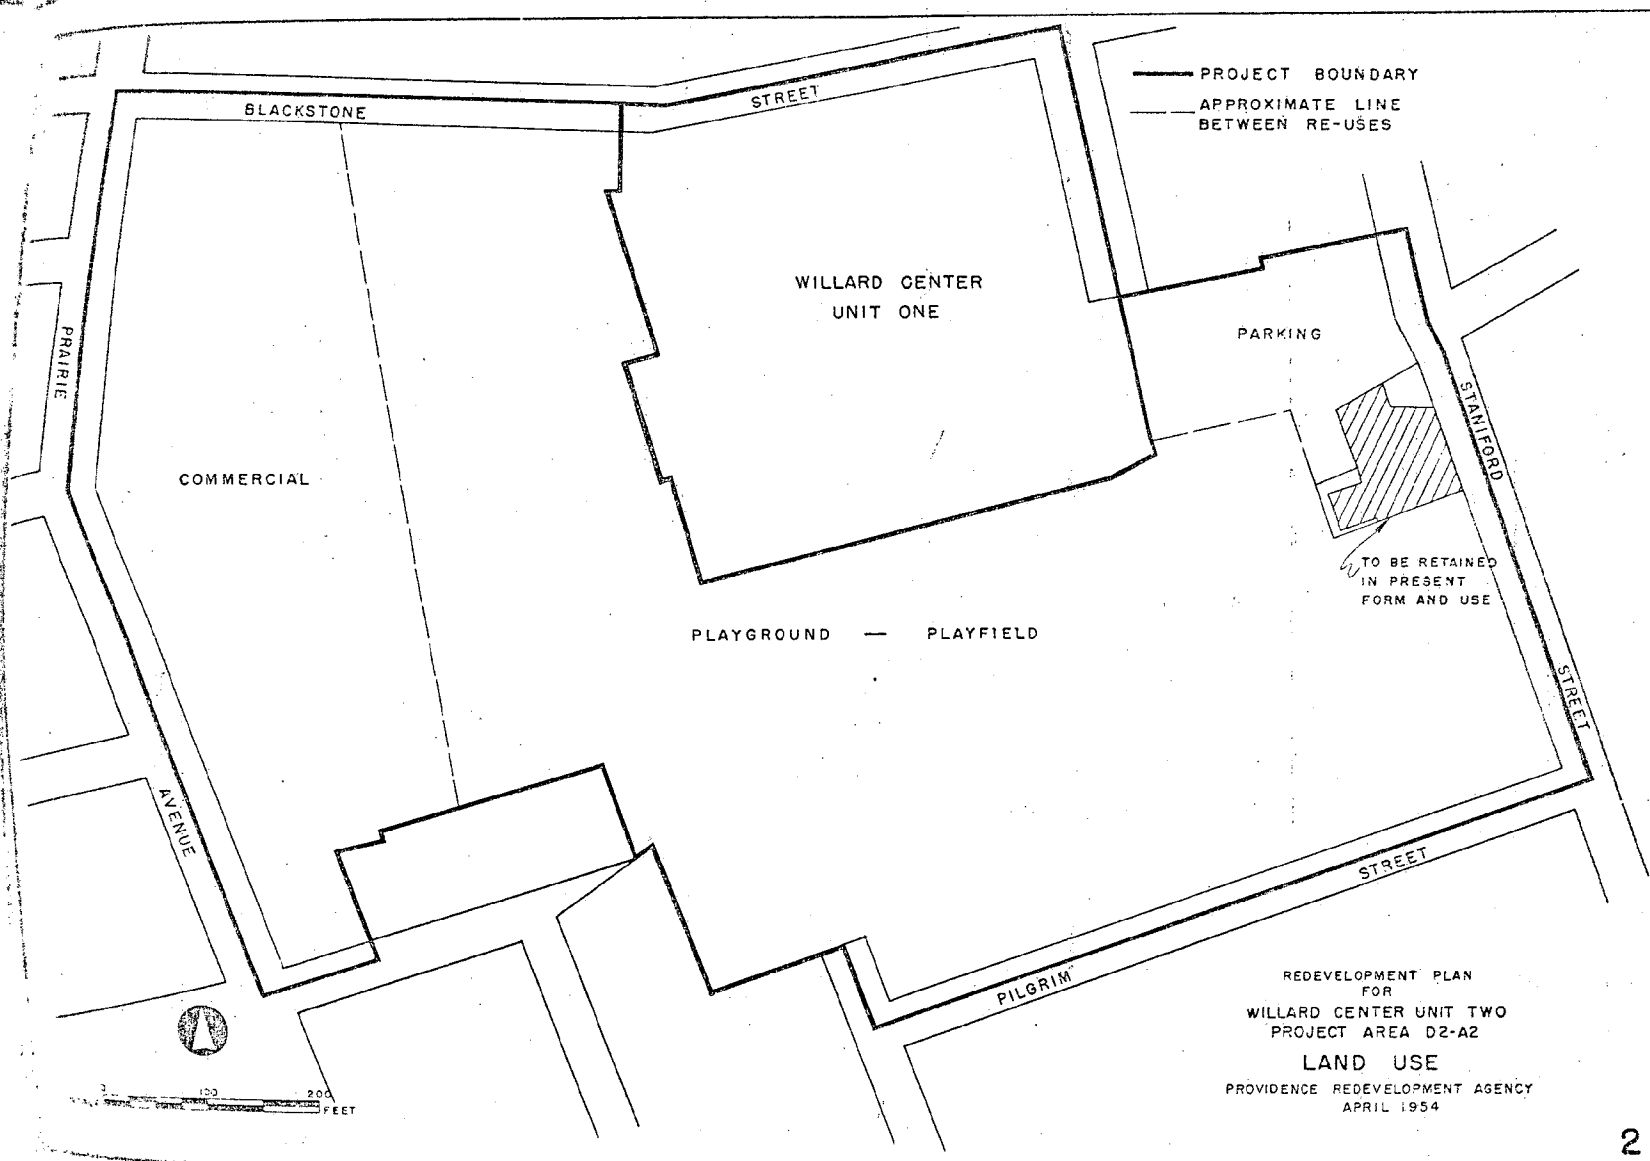 PROJECT BOUNDARY
APPROXIMATE LINE
BETWEEN RE-USES
BLACKSTONE
STREET
WILLARD CENTER
UNIT ONE
PARKING
PRAIRIE
STANIFORD
COMMERCIAL
TO BE RETAINED
IN PRESENT
FORM AND USE
PLAYGROUND — PLAYFIELD
STREET
AVENUE
STREET
PILGRIM
REDEVELOPMENT PLAN
FOR
WILLARD CENTER UNIT TWO
PROJECT AREA D2-A2
LAND USE
PROVIDENCE REDEVELOPMENT AGENCY
APRIL 1954
0 100 200
FEET
2